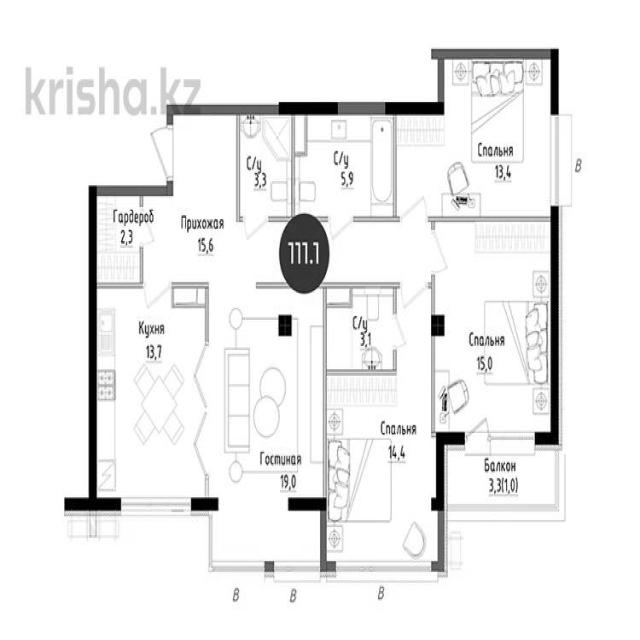 krisha.kz
Спальня
13,4
В
С/у
3,3
С/у
5,9
Гардероб
2,3
Прихожая
15,6
111.1
Кухня
13,7
С/у
3,1
Спальня
15,0
Спальня
14,4
Гостиная
19,0
Балкон
3,3(1,0)
В
В
В